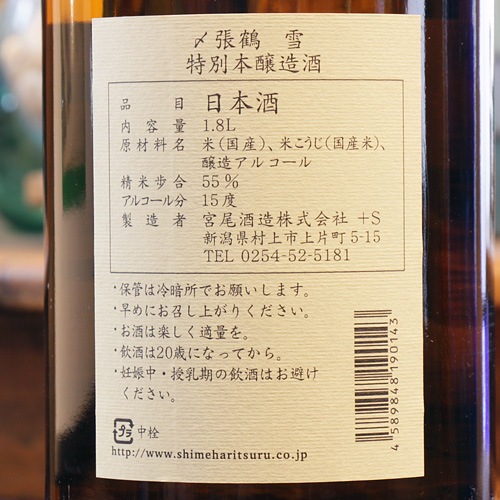 〆張鶴 雪
特別本醸造酒
品目 日本酒
内容量 1.8L
原材料名 米(国産)、米こうじ(国産米)、
醸造アルコール
精米歩合 55%
アルコール分 15度
製造者 宮尾酒造株式会社 +S
新潟県村上市上片町5-15
TEL 0254-52-5181
・保管は冷暗所でお願いします。
・早めにお召し上がりください。
・お酒は楽しく適量を。
・飲酒は20歳になってから。
・妊娠中・授乳期の飲酒はお避け
ください。
プラ 中栓
http://www.shimeharitsuru.co.jp
4589848190143